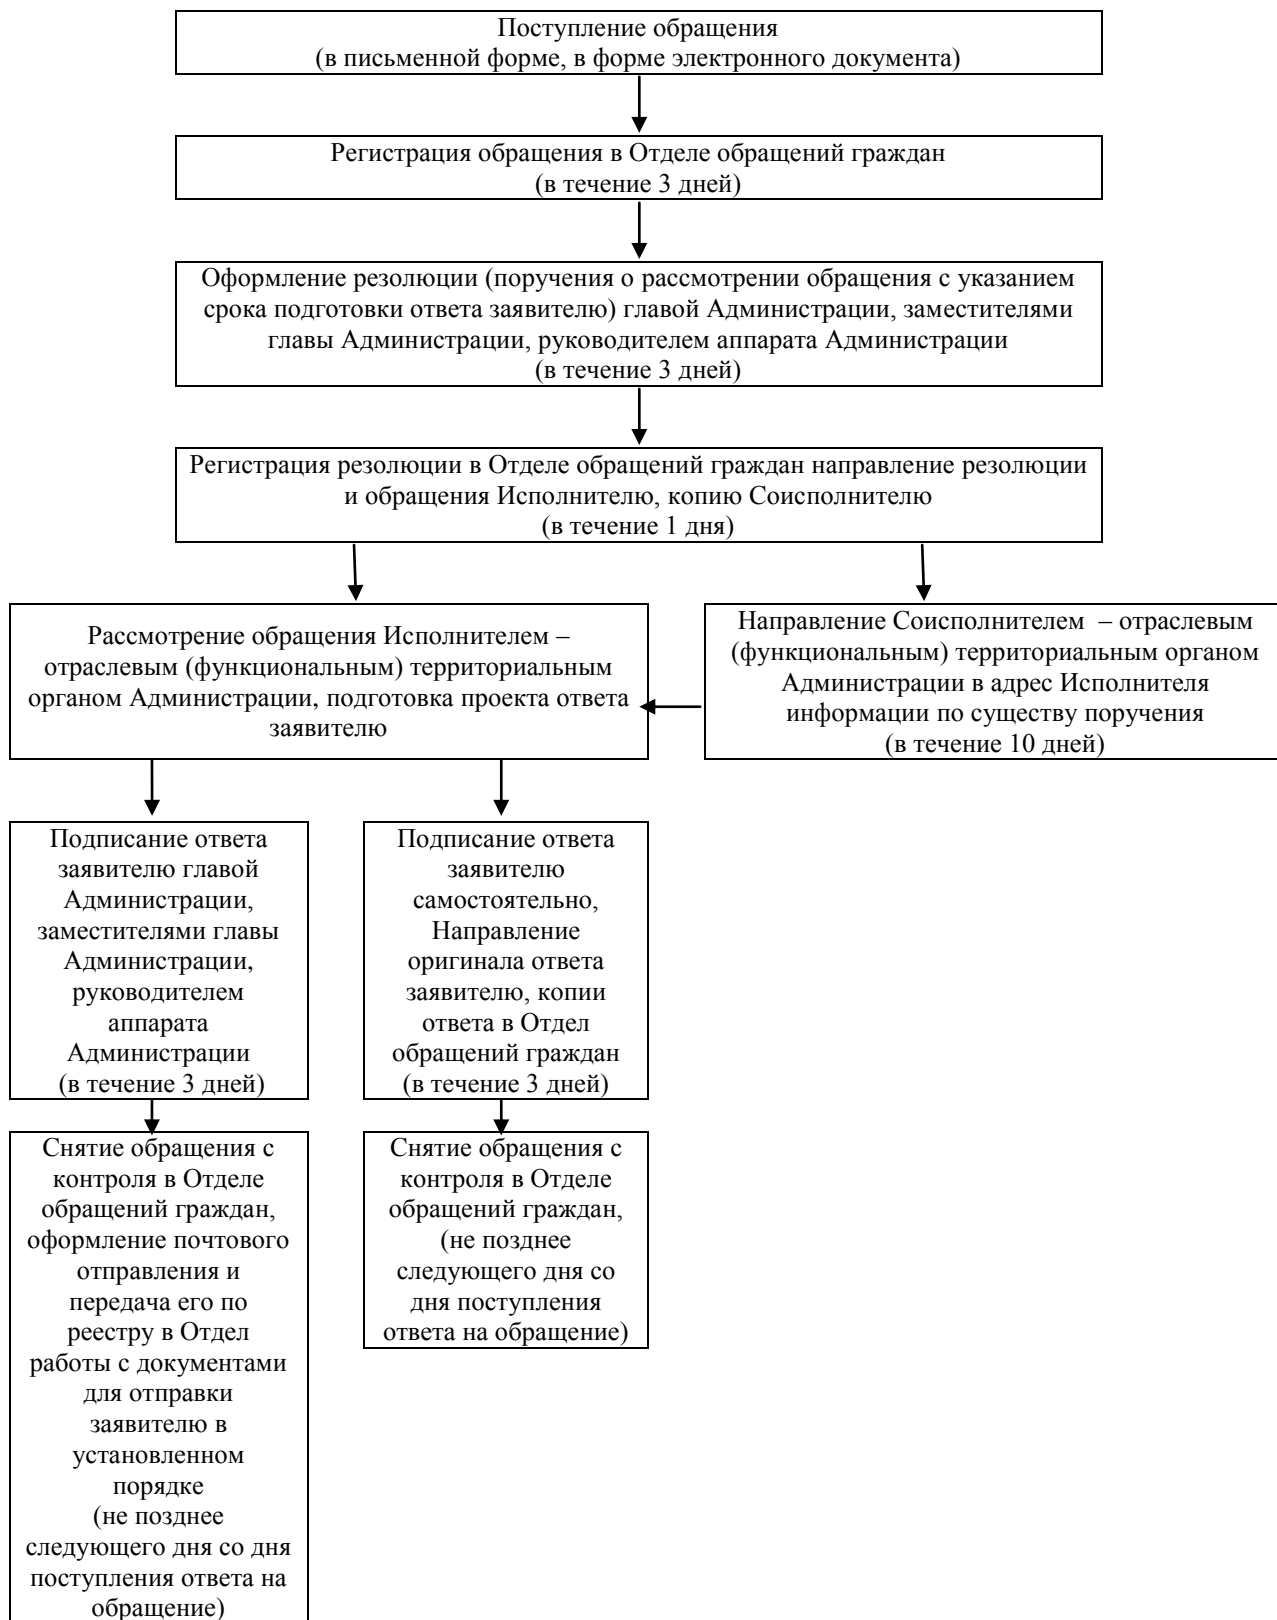 Поступление обращения
(в письменной форме, в форме электронного документа)
Регистрация обращения в Отделе обращений граждан
(в течение 3 дней)
Оформление резолюции (поручения о рассмотрении обращения с указанием
срока подготовки ответа заявителю) главой Администрации, заместителями
главы Администрации, руководителем аппарата Администрации
(в течение 3 дней)
Регистрация резолюции в Отделе обращений граждан направление резолюции
и обращения Исполнителю, копию Соисполнителю
(в течение 1 дня)
Рассмотрение обращения Исполнителем –
отраслевым (функциональным) территориальным
органом Администрации, подготовка проекта ответа
заявителю
Направление Соисполнителем – отраслевым
(функциональным) территориальным органом
Администрации в адрес Исполнителя
информации по существу поручения
(в течение 10 дней)
Подписание ответа
заявителю главой
Администрации,
заместителями главы
Администрации,
руководителем
аппарата
Администрации
(в течение 3 дней)
Подписание ответа
заявителю
самостоятельно,
Направление
оригинала ответа
заявителю, копии
ответа в Отдел
обращений граждан
(в течение 3 дней)
Снятие обращения с
контроля в Отделе
обращений граждан,
оформление почтового
отправления и
передача его по
реестру в Отдел
работы с документами
для отправки
заявителю в
установленном
порядке
(не позднее
следующего дня со дня
поступления ответа на
обращение)
Снятие обращения с
контроля в Отделе
обращений граждан,
(не позднее
следующего дня со
дня поступления
ответа на обращение)